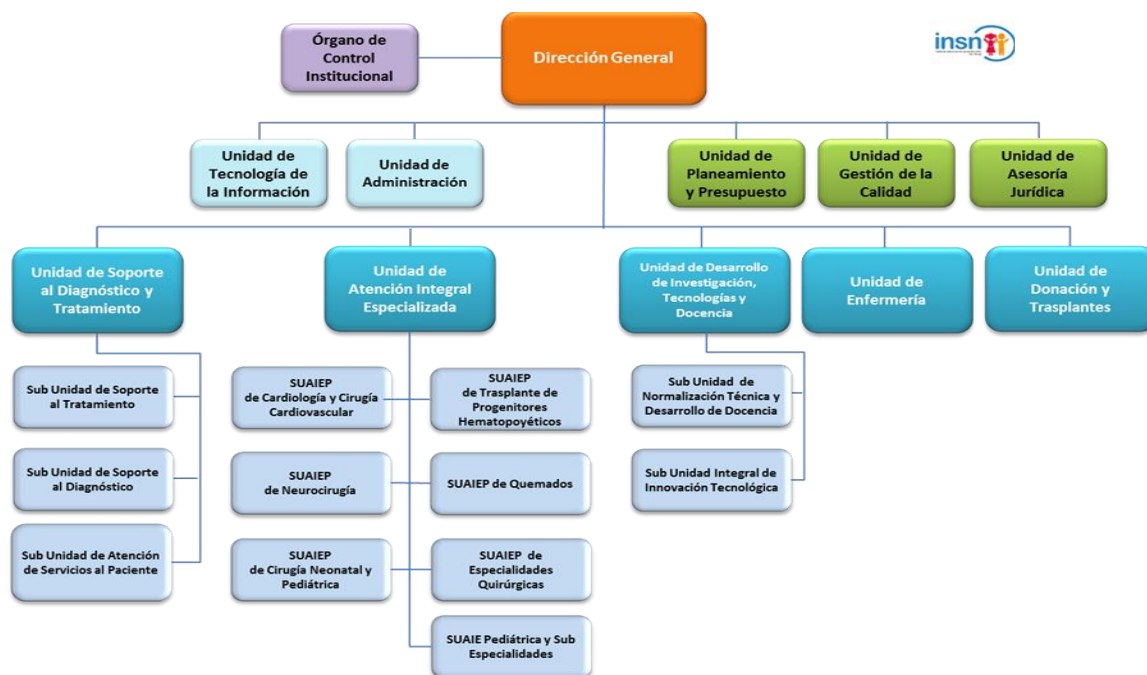 Órgano de
Control
Institucional
Dirección General
insn
Unidad de
Tecnología de
la Información
Unidad de
Administración
Unidad de
Planeamiento
y Presupuesto
Unidad de
Gestión de la
Calidad
Unidad de
Asesoría
Jurídica
Unidad de Soporte
al Diagnóstico y
Tratamiento
Unidad de
Atención Integral
Especializada
Unidad de Desarrollo
de Investigación,
Tecnologías y
Docencia
Unidad de
Enfermería
Unidad de
Donación y
Trasplantes
Sub Unidad de Soporte
al Tratamiento
Sub Unidad de Soporte
al Diagnóstico
Sub Unidad de Atención
de Servicios al Paciente
SUAIEP
de Cardiología y Cirugía
Cardiovascular
SUAIEP
de Trasplante de
Progenitores
Hematopoyéticos
SUAIEP
de Neurocirugía
SUAIEP de Quemados
SUAIEP
de Cirugía Neonatal y
Pediátrica
SUAIEP de
Especialidades
Quirúrgicas
SUAIE Pediátrica y Sub
Especialidades
Sub Unidad de
Normalización Técnica y
Desarrollo de Docencia
Sub Unidad Integral de
Innovación Tecnológica